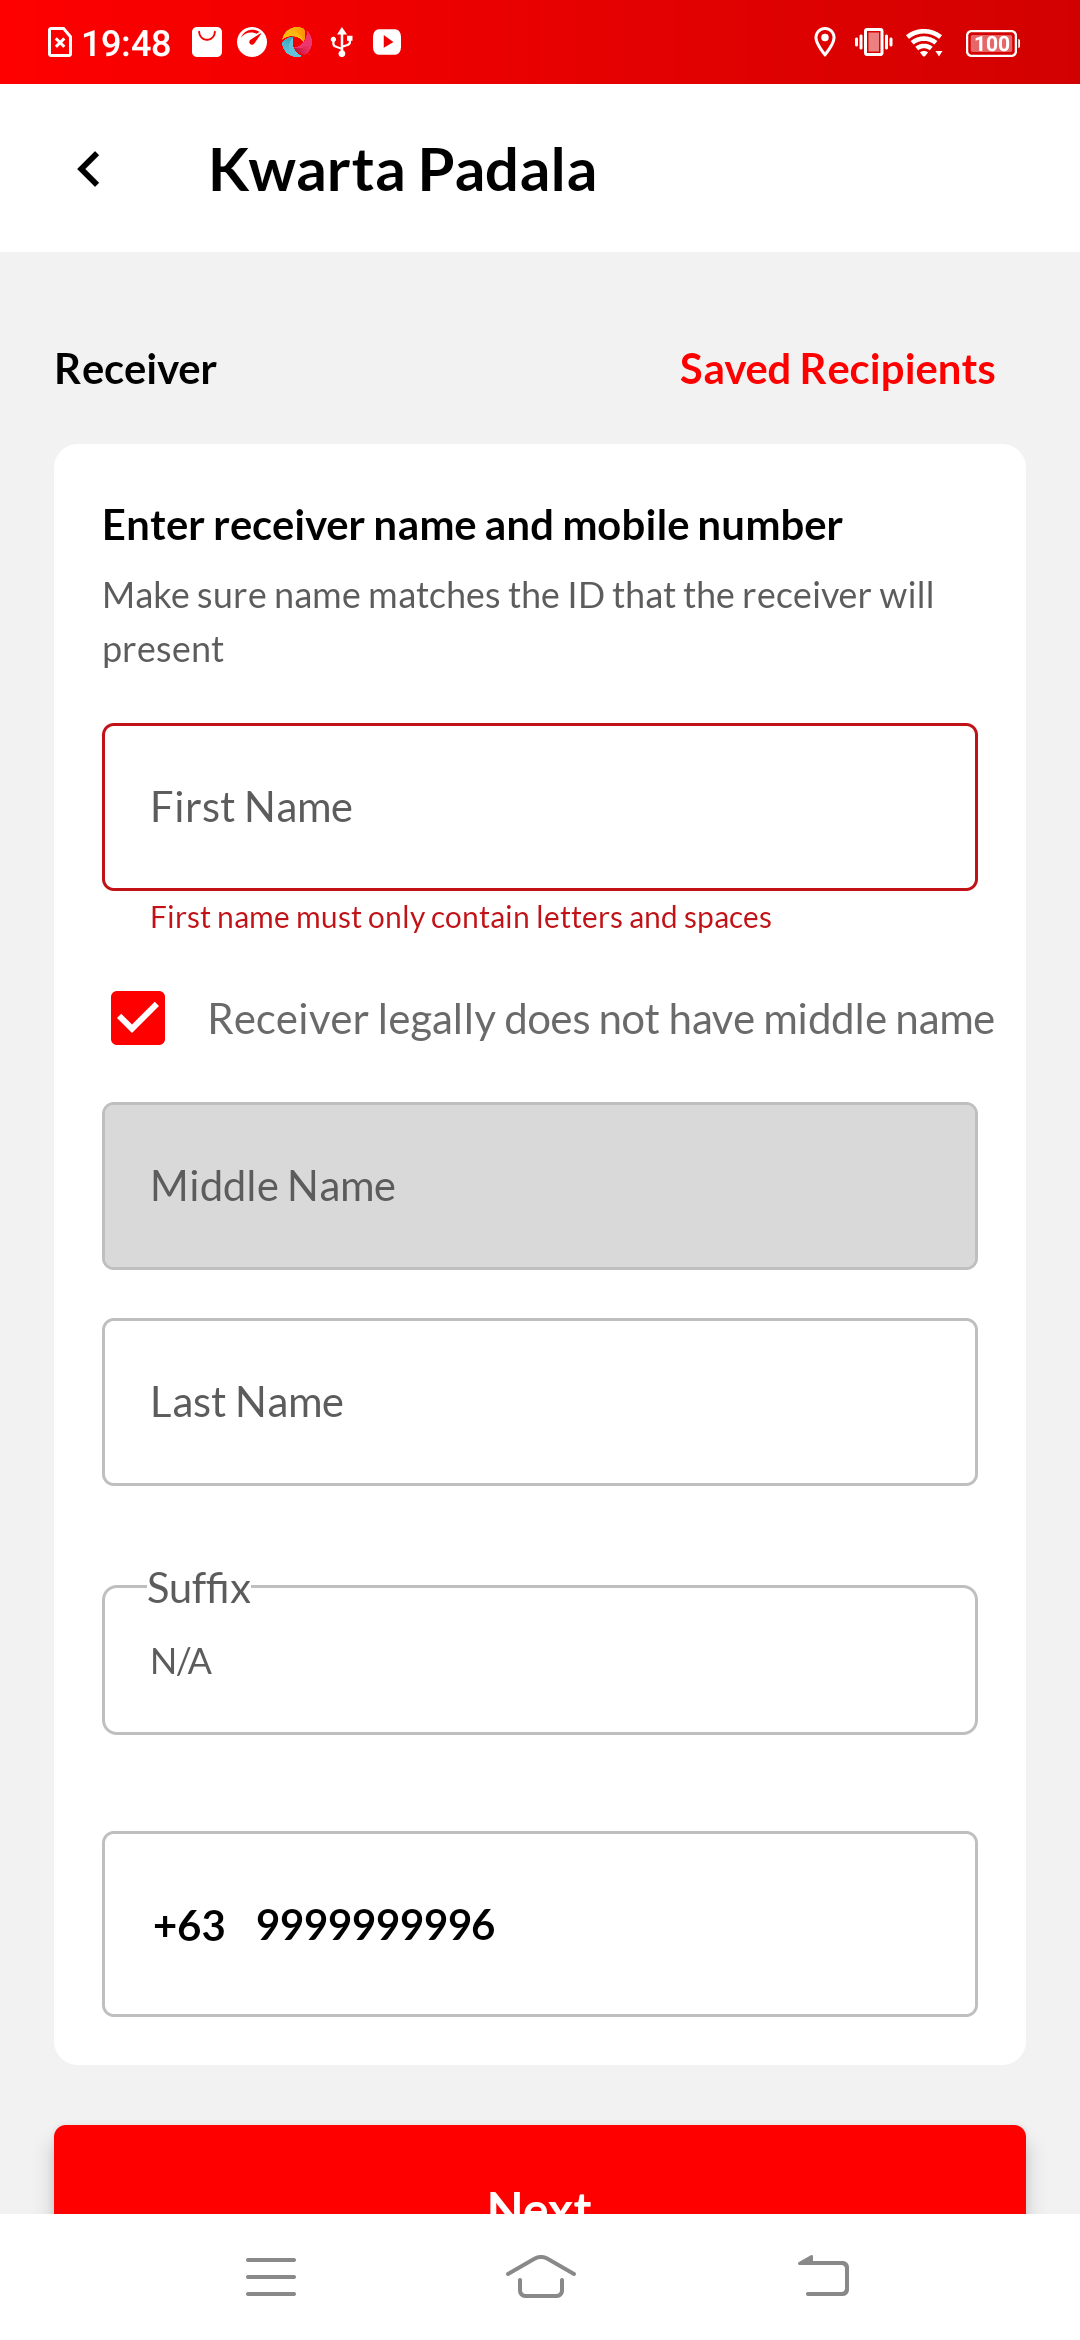 19:48
100
Kwarta Padala
Receiver
Saved Recipients
Enter receiver name and mobile number
Make sure name matches the ID that the receiver will
present
First Name
First name must only contain letters and spaces
Receiver legally does not have middle name
Middle Name
Last Name
Suffix
N/A
+63 9999999996
Next